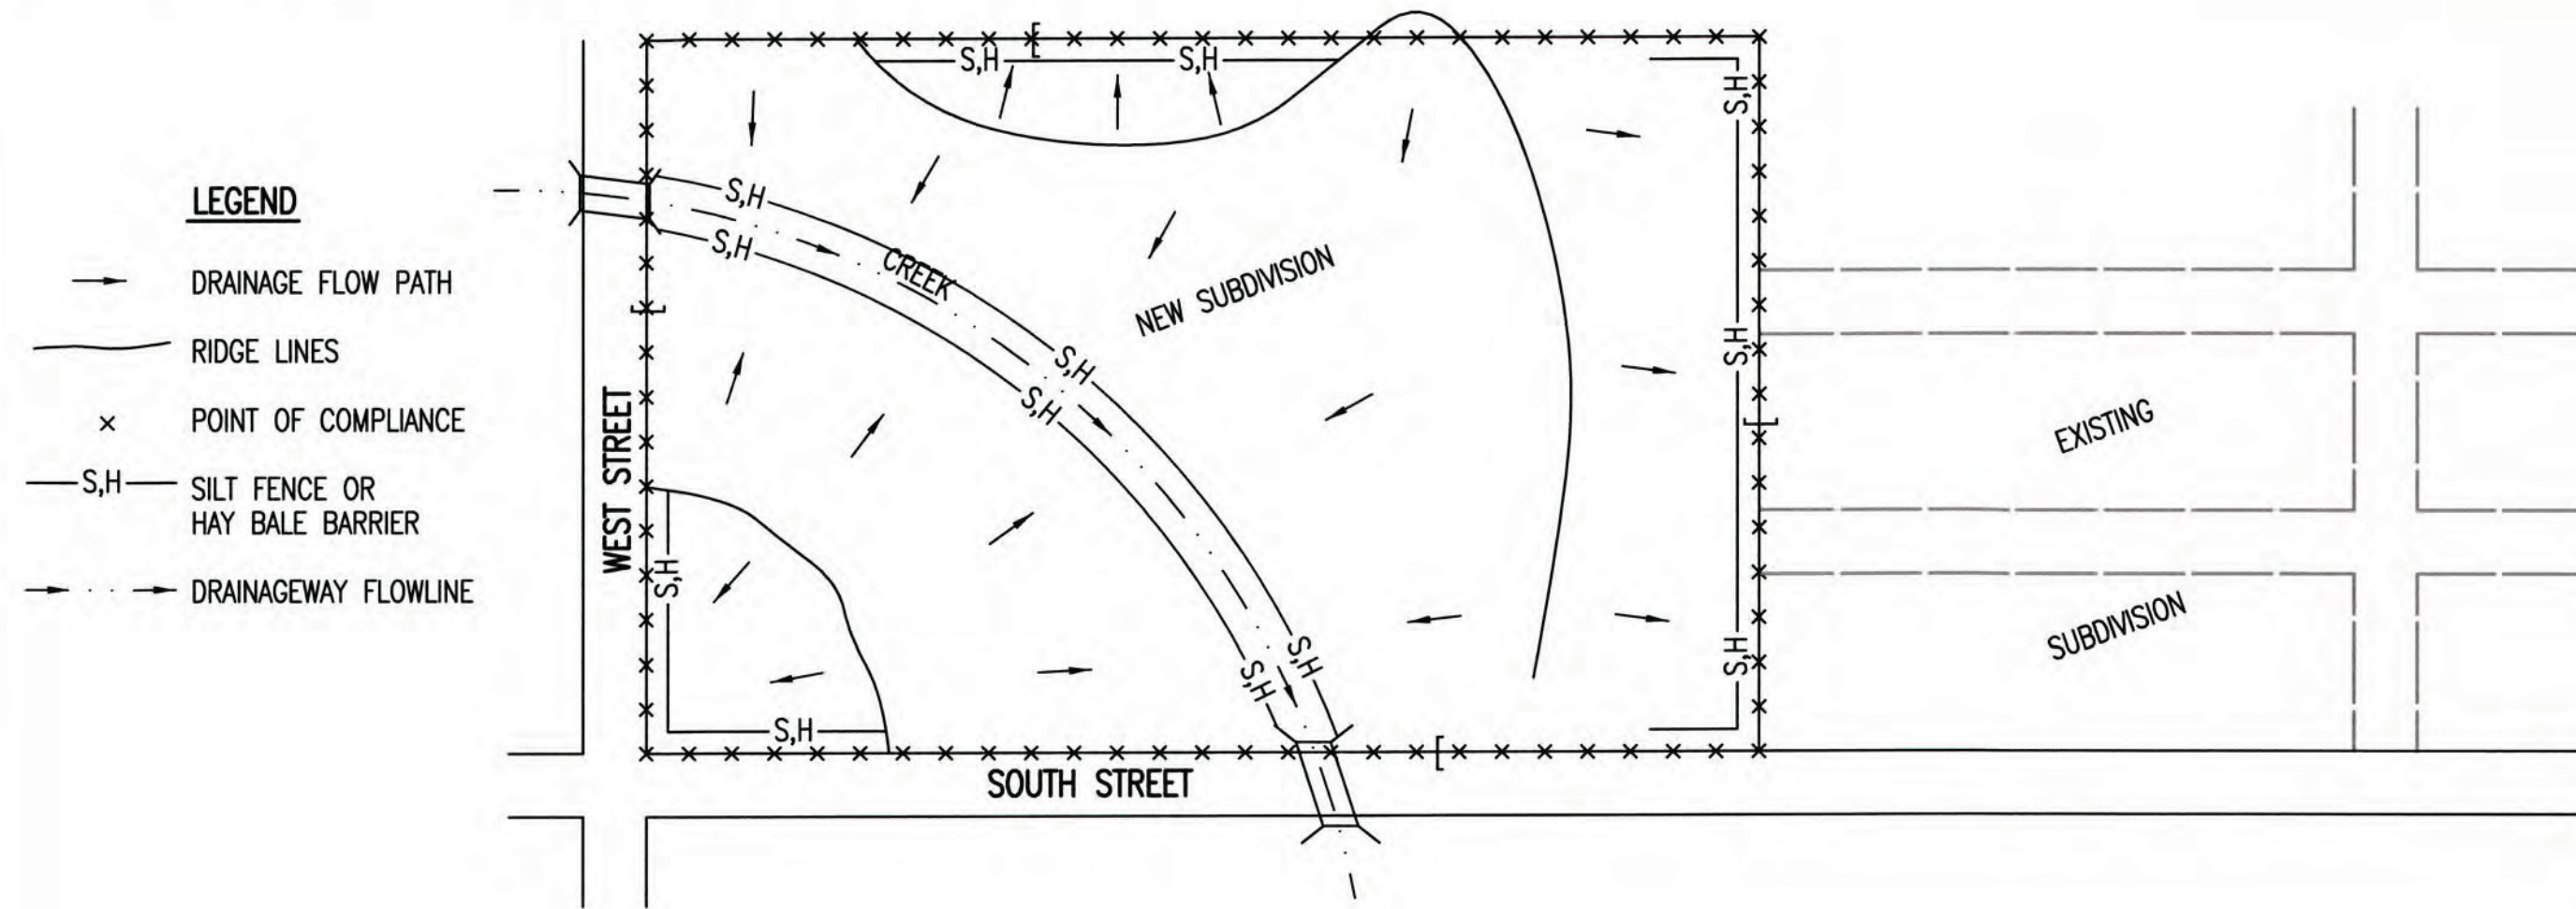 LEGEND
DRAINAGE FLOW PATH
RIDGE LINES
POINT OF COMPLIANCE
S,H
SILT FENCE OR
HAY BALE BARRIER
DRAINAGEWAY FLOWLINE
S,H
S,H
S,H
S,H
S,H
CREEK
NEW SUBDIVISION
S,H
S,H
S,H
WEST STREET
EXISTING
S,H
SUBDIVISION
S,H
S,H
S,H
S,H
SOUTH STREET